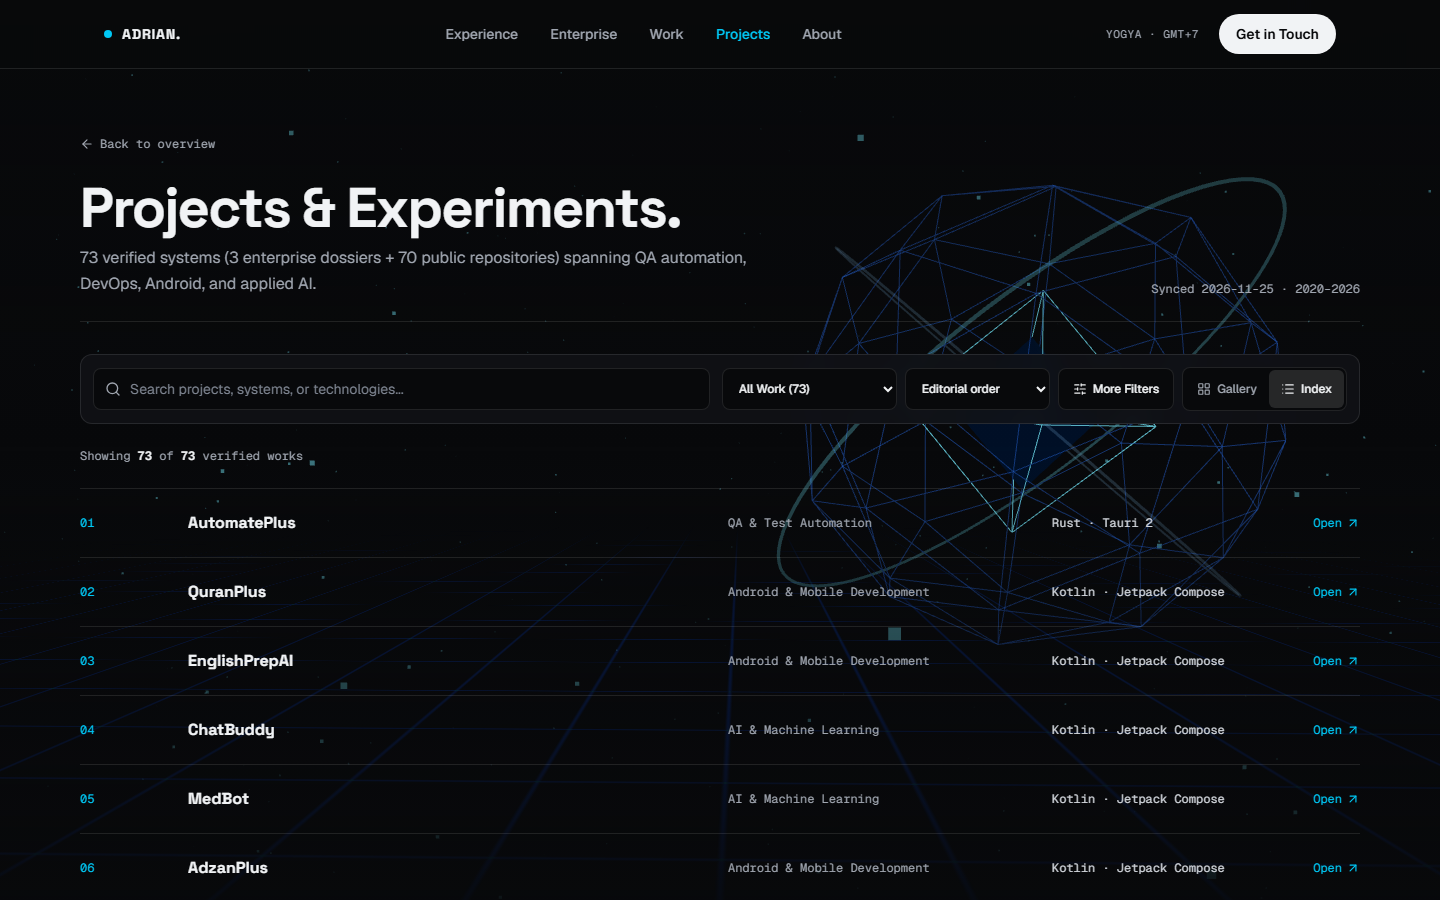 ADRIAN.
Experience
Enterprise
Work
Projects
About
YOGYA · GMT+7
Get in Touch
← Back to overview
Projects & Experiments.
73 verified systems (3 enterprise dossiers + 70 public repositories) spanning QA automation,
DevOps, Android, and applied AI.
Synced 2026-11-25 · 2020-2026
Search projects, systems, or technologies...
All Work (73)
Editorial order
More Filters
Gallery
Index
Showing 73 of 73 verified works
01 AutomatePlus QA & Test Automation Rust · Tauri 2 Open ↗
02 QuranPlus Android & Mobile Development Kotlin · Jetpack Compose Open ↗
03 EnglishPrepAI Android & Mobile Development Kotlin · Jetpack Compose Open ↗
04 ChatBuddy AI & Machine Learning Kotlin · Jetpack Compose Open ↗
05 MedBot AI & Machine Learning Kotlin · Jetpack Compose Open ↗
06 AdzanPlus Android & Mobile Development Kotlin · Jetpack Compose Open ↗